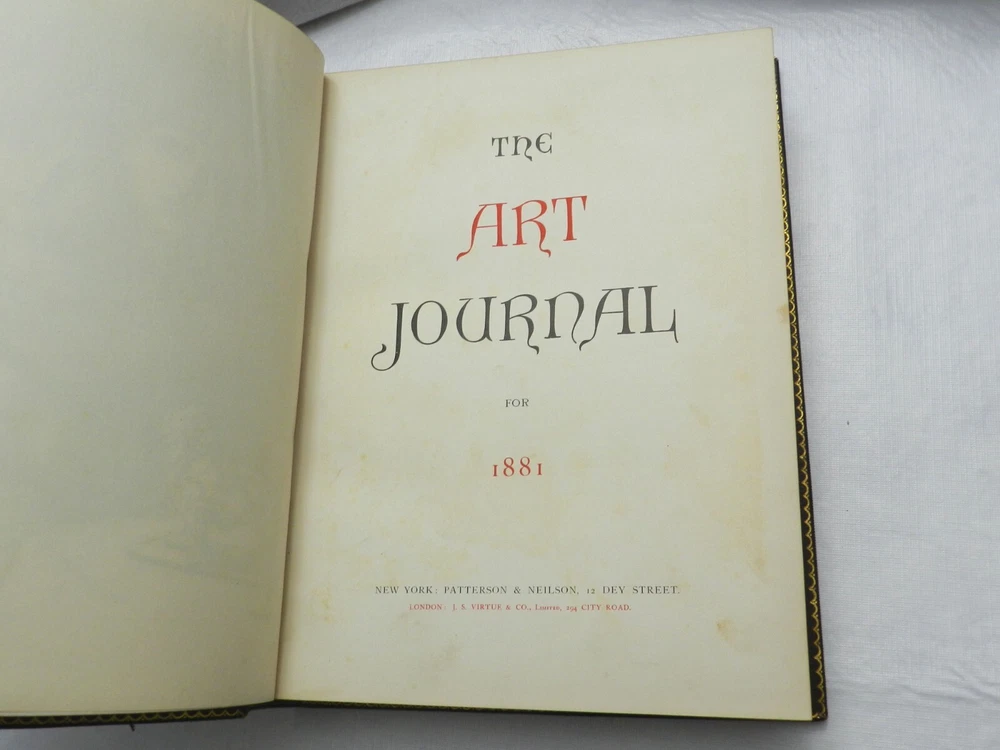 THE
ART
JOURNAL
FOR
1881
NEW YORK: PATTERSON & NEILSON, 12 DEY STREET.
LONDON: J. S. VIRTUE & CO., Limited, 294 CITY ROAD.